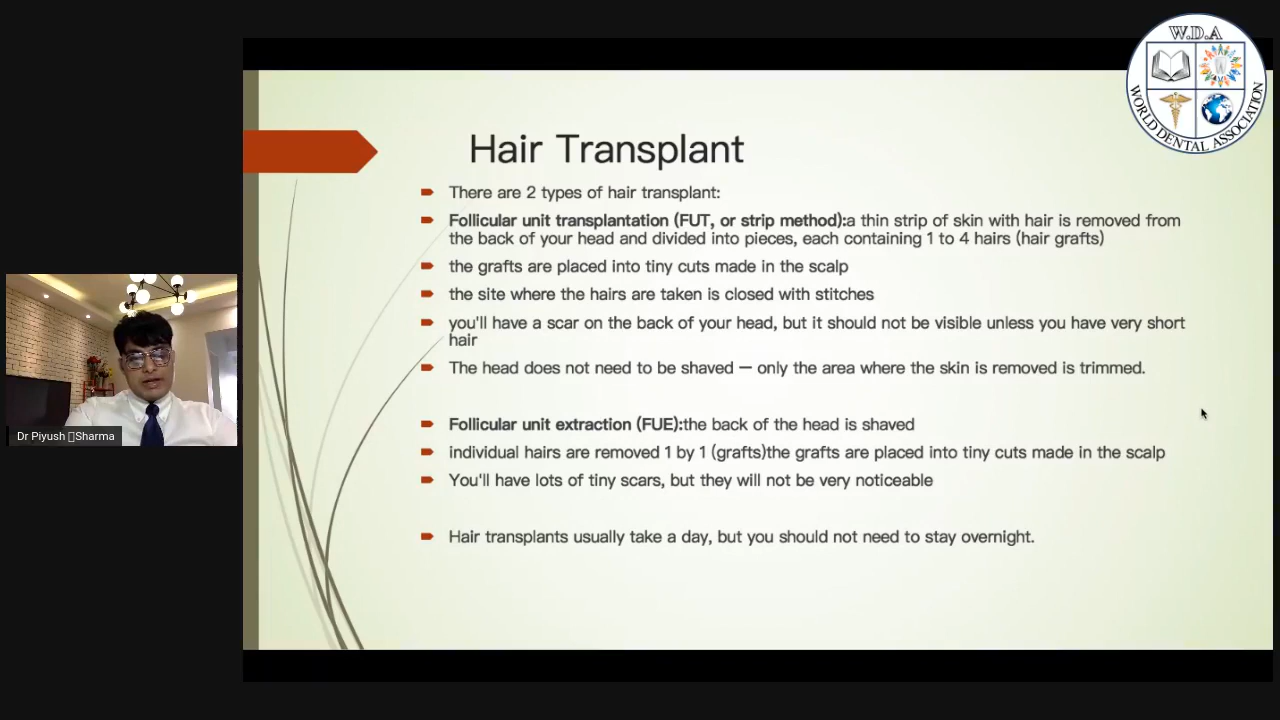 W.D.A
WORLD DENTAL ASSOCIATION
Hair Transplant
There are 2 types of hair transplant:
Follicular unit transplantation (FUT, or strip method):a thin strip of skin with hair is removed from
the back of your head and divided into pieces, each containing 1 to 4 hairs (hair grafts)
the grafts are placed into tiny cuts made in the scalp
the site where the hairs are taken is closed with stitches
you'll have a scar on the back of your head, but it should not be visible unless you have very short
hair
The head does not need to be shaved — only the area where the skin is removed is trimmed.
Follicular unit extraction (FUE):the back of the head is shaved
individual hairs are removed 1 by 1 (grafts)the grafts are placed into tiny cuts made in the scalp
You'll have lots of tiny scars, but they will not be very noticeable
Hair transplants usually take a day, but you should not need to stay overnight.
Dr Piyush Sharma